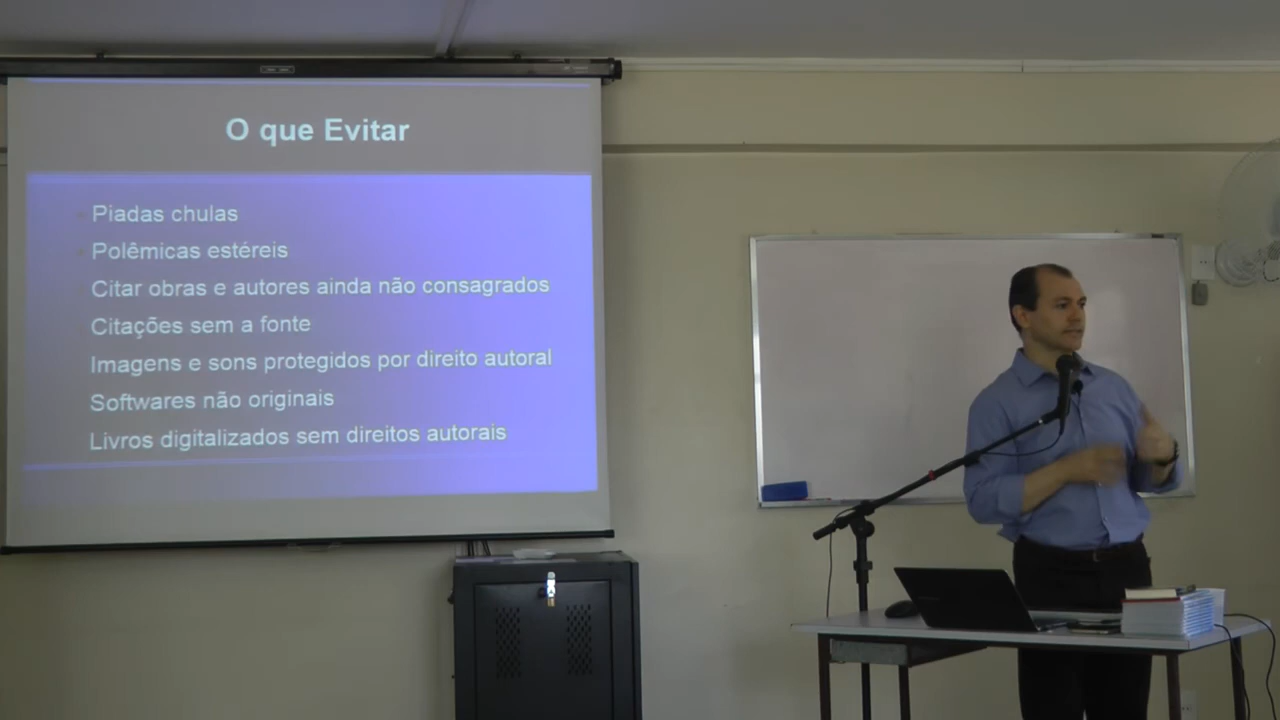 O que Evitar
Piadas chulas
Polêmicas estéreis
Citar obras e autores ainda não consagrados
Citações sem a fonte
Imagens e sons protegidos por direito autoral
Softwares não originais
Livros digitalizados sem direitos autorais